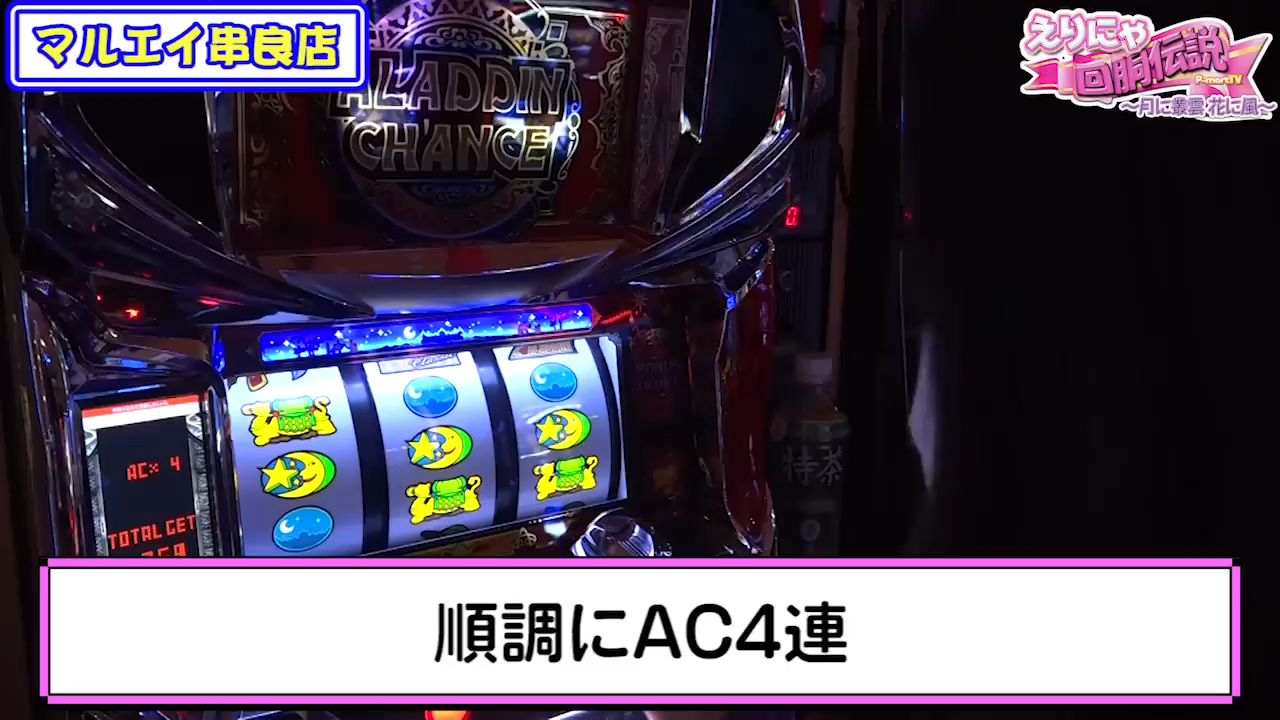 マルエイ串良店
えりにゃ
回胴伝説
P-martTV
～月に叢雲 花に風～
ALADDIN
CHANCE
特茶
AC× 4
TOTAL GET
順調にAC4連